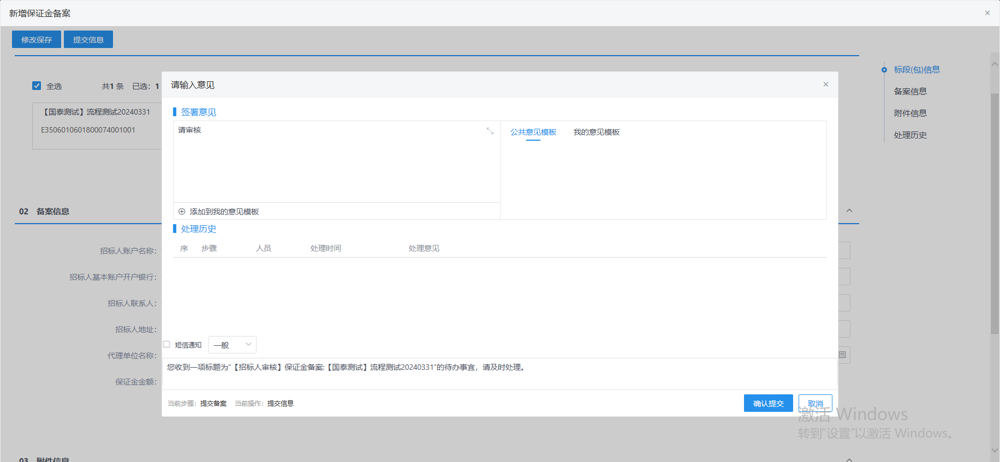 新增保证金备案
修改保存 提交信息
全选 共1 条 已选：1
【国泰测试】流程测试20240331
E3506010601800074001001
标段(包)信息
备案信息
附件信息
处理历史
请输入意见
签署意见
请审核
公共意见模板 我的意见模板
添加到我的意见模板
处理历史
序 步骤 人员 处理时间 处理意见
短信通知 一般
您收到一项标题为“【招标人审核】保证金备案:【国泰测试】流程测试20240331”的待办事宜，请及时处理。
当前步骤：提交备案 当前操作：提交信息
确认提交 取消
02 备案信息
招标人账户名称：
招标人基本账户开户银行：
招标人联系人：
招标人地址：
代理单位名称：
保证金金额：
03 附件信息
激活 Windows
转到“设置”以激活 Windows。